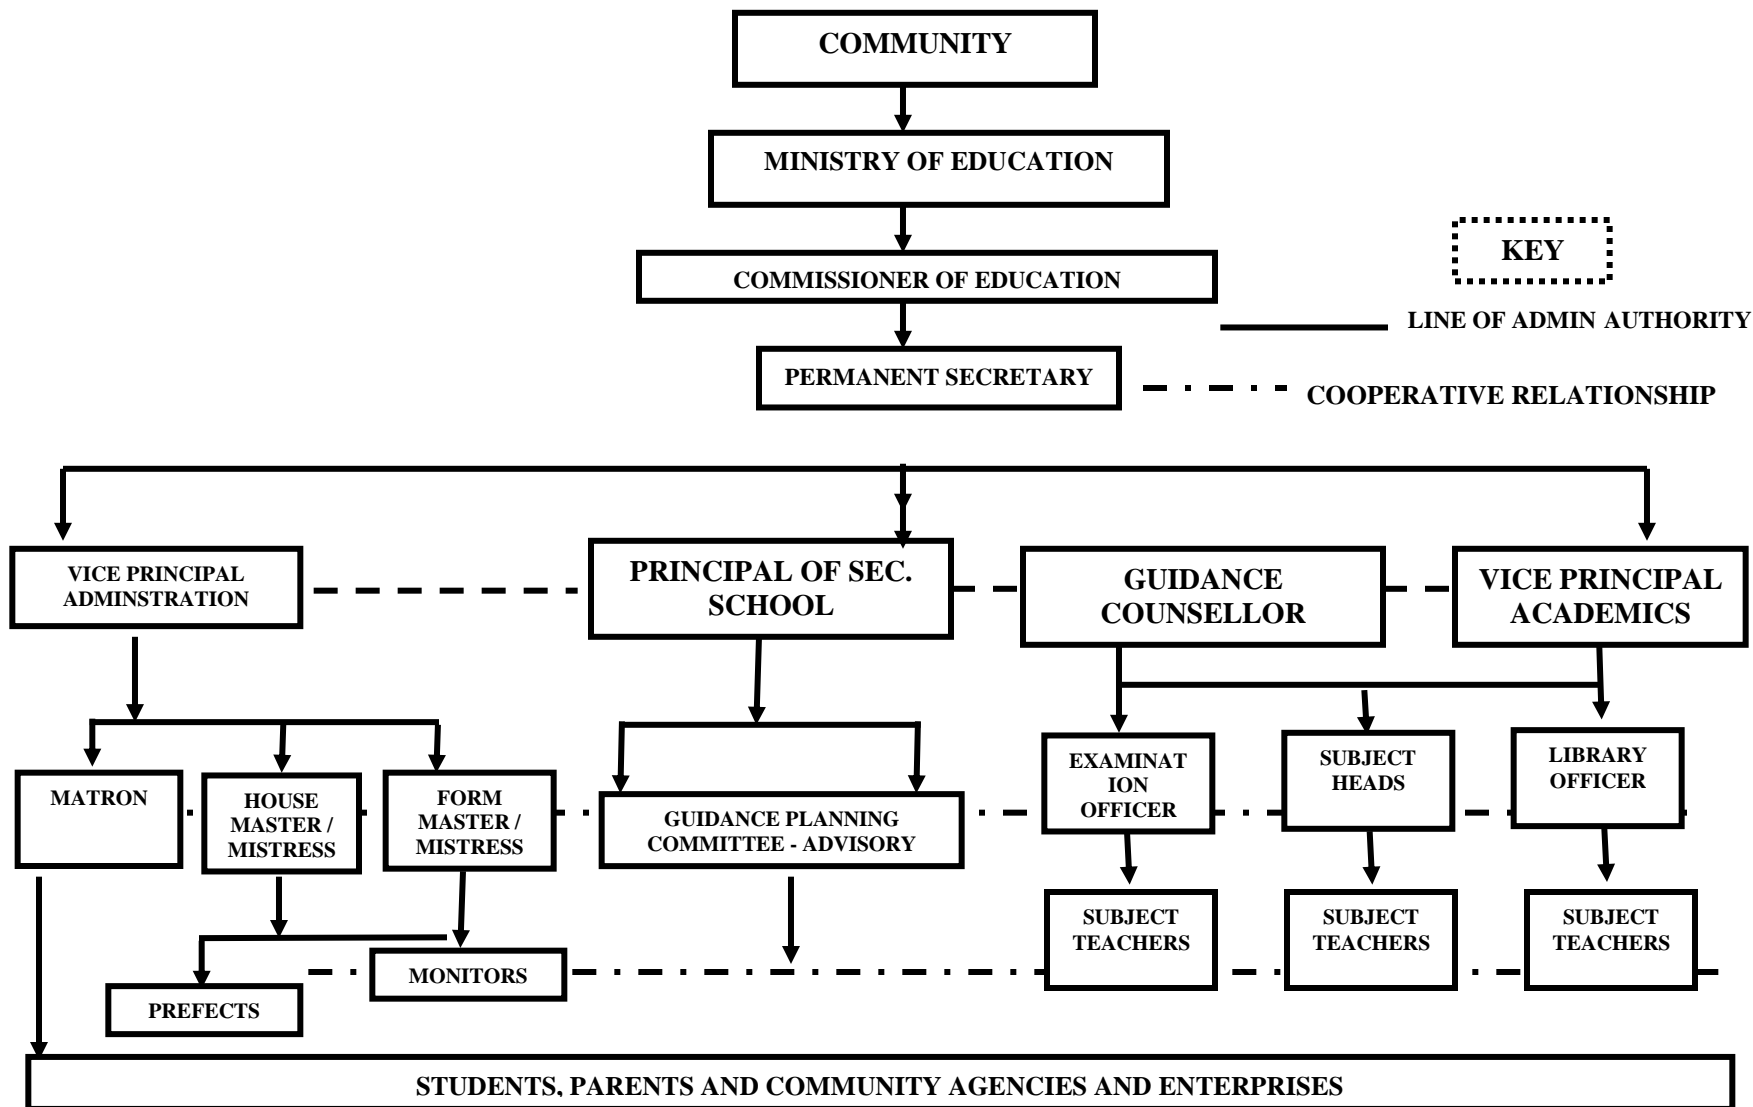 COMMUNITY
MINISTRY OF EDUCATION
KEY
COMMISSIONER OF EDUCATION
LINE OF ADMIN AUTHORITY
PERMANENT SECRETARY
COOPERATIVE RELATIONSHIP
VICE PRINCIPAL
ADMINSTRATION
PRINCIPAL OF SEC.
SCHOOL
GUIDANCE
COUNSELLOR
VICE PRINCIPAL
ACADEMICS
MATRON
HOUSE
MASTER /
MISTRESS
FORM
MASTER /
MISTRESS
GUIDANCE PLANNING
COMMITTEE - ADVISORY
EXAMINAT
ION
OFFICER
SUBJECT
HEADS
LIBRARY
OFFICER
SUBJECT
TEACHERS
SUBJECT
TEACHERS
SUBJECT
TEACHERS
MONITORS
PREFECTS
STUDENTS, PARENTS AND COMMUNITY AGENCIES AND ENTERPRISES